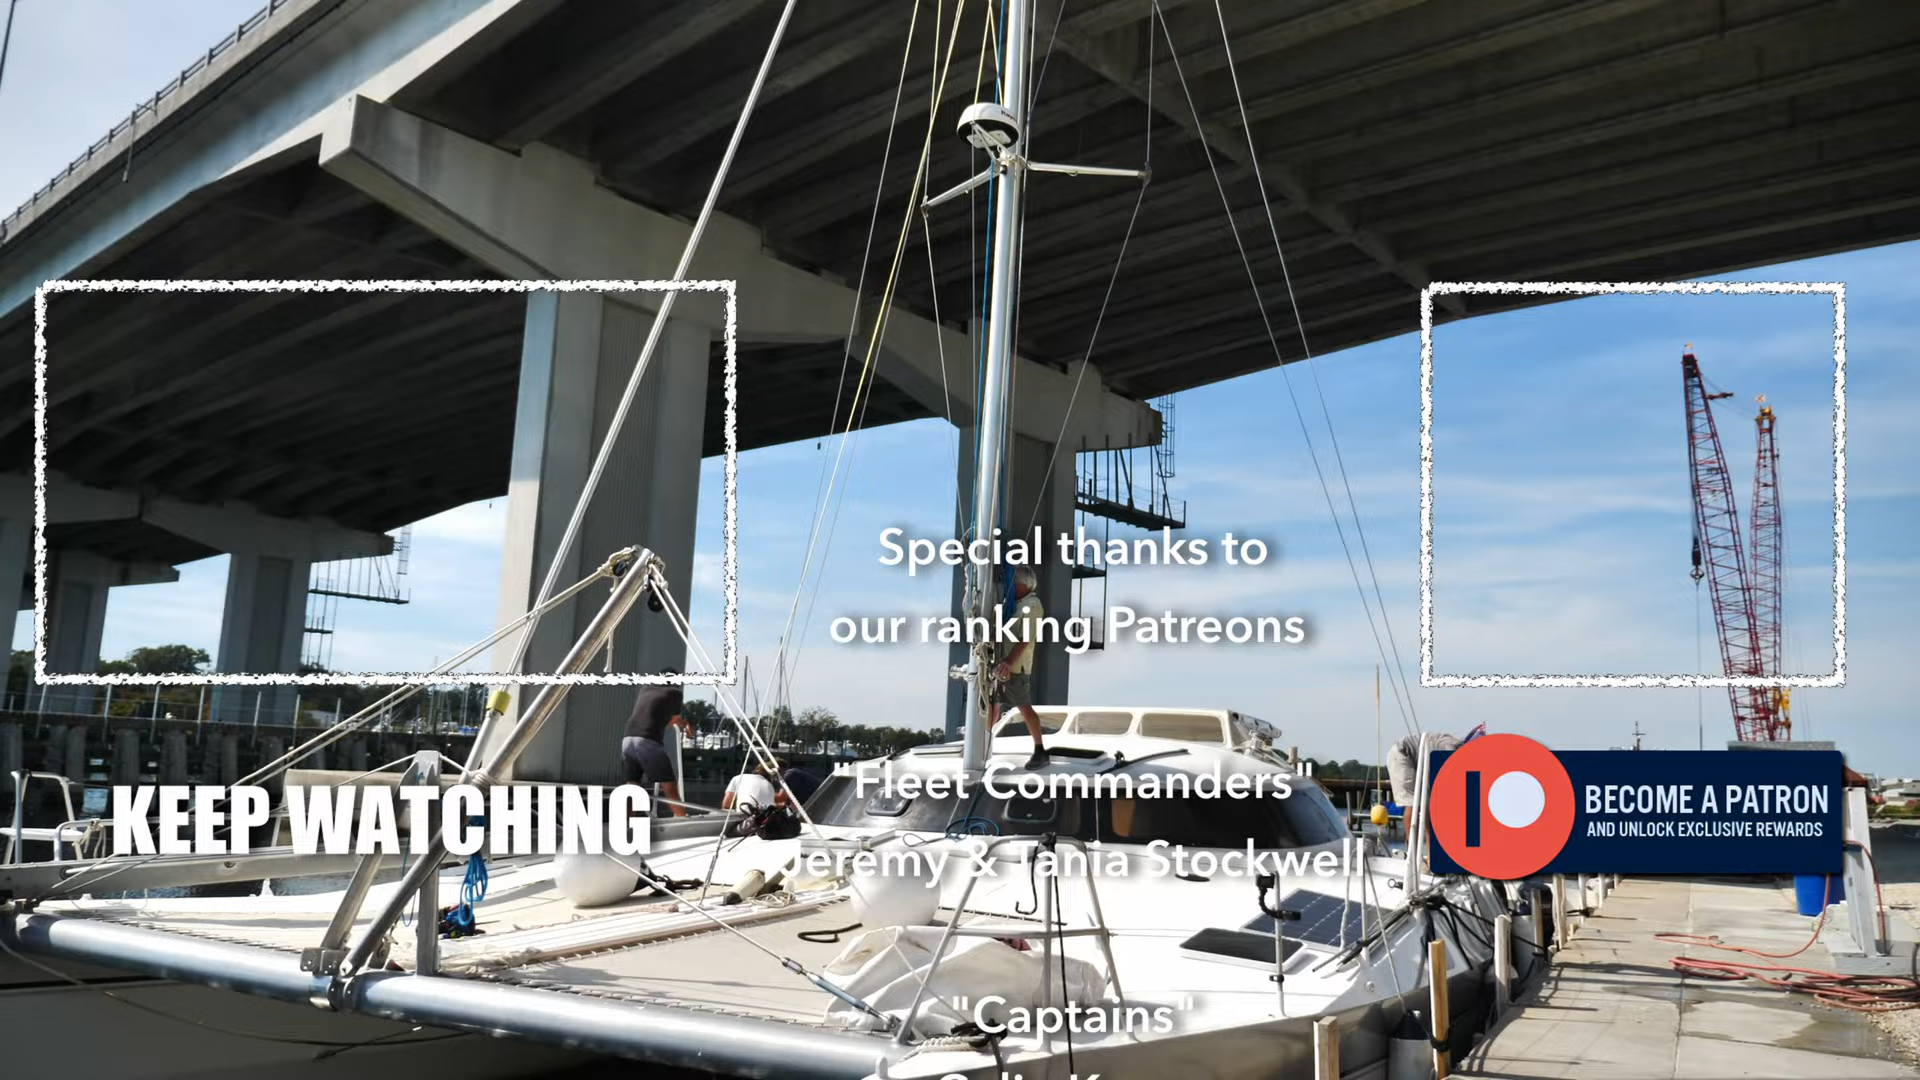 Special thanks to
our ranking Patreons
"Fleet Commanders"
Jeremy & Tania Stockwell
"Captains"
KEEP WATCHING
BECOME A PATRON
AND UNLOCK EXCLUSIVE REWARDS